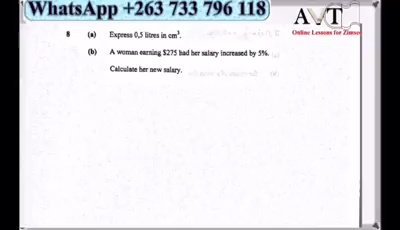 WhatsApp +263 733 796 118
AVT
Online Lessons for Zimsec
8 (a) Express 0,5 litres in cm³.
(b) A woman earning $275 had her salary increased by 5%.
Calculate her new salary.